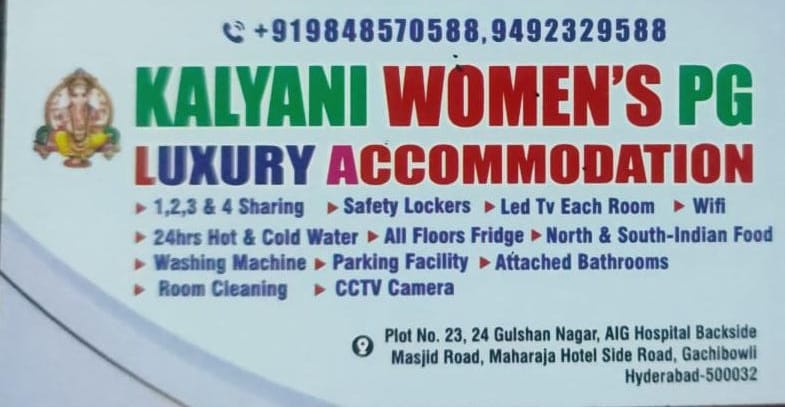 +919848570588,9492329588
KALYANI WOMEN'S PG
LUXURY ACCOMMODATION
▸ 1,2,3 & 4 Sharing ▸ Safety Lockers ▸ Led Tv Each Room ▸ Wifi
▸ 24hrs Hot & Cold Water ▸ All Floors Fridge ▸ North & South-Indian Food
▸ Washing Machine ▸ Parking Facility ▸ Attached Bathrooms
▸ Room Cleaning ▸ CCTV Camera
Plot No. 23, 24 Gulshan Nagar, AIG Hospital Backside
Masjid Road, Maharaja Hotel Side Road, Gachibowli
Hyderabad-500032